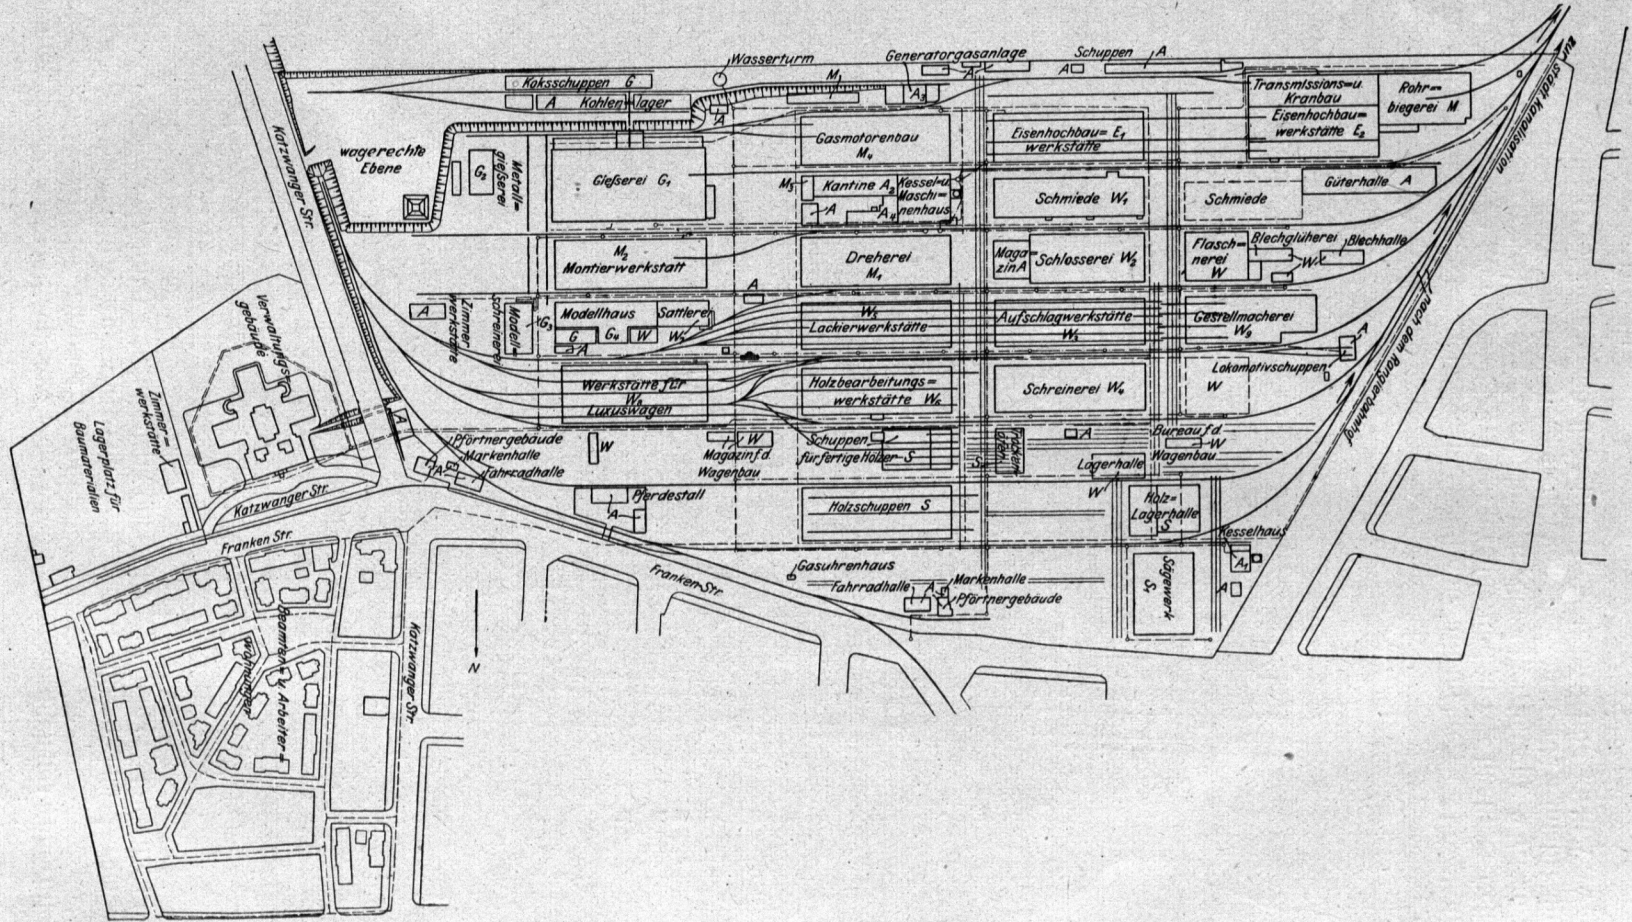 Wasserturm
Generatorgasanlage
Schuppen A
A
A
Koksschuppen G
A Kohlenlager
A
M₃
A₃
Transmissions=u.
Kranbau
Rohr=
biegerei M
Eisenhochbau=
werkstätte E₂
zur städt Kanalisation
Katzwanger Str.
wagerechte
Ebene
G₂
Metall=
gießerei
Gießerei G₁
Gasmotorenbau
M₄
Eisenhochbau= E₁
werkstätte
Kantine A₂
Kessel=u.
Maschi=
nenhaus
A
A₄
Schmiede W₁
Schmiede
Güterhalle A
M₂
Montierwerkstatt
Dreherei
M₁
Maga=
zin A
Schlosserei W₂
Flasch=
nerei
W
Blechglüherei
Blechhalle
W
nach dem Rangierbahnhof
Verwaltungs=
gebäude
A
Zimmer
werkstätte
Modell=
schreinerei
G₃
Modellhaus
Sattlerei
G
G₄
W
W₇
A
A
W₅
Lackierwerkstätte
Aufschlagwerkstätte
W₃
Gestellmacherei
W₉
A
Lokomotivschuppen
Werkstätte für
W₈
Luxuswagen
Holzbearbeitungs=
werkstätte W₆
Schreinerei W₄
W
Zimmer=
werkstätte
Lagerplatz für
Baumaterialien
A
A
Pförtnergebäude
Markenhalle
Fahrradhalle
A
W
W
Magazin f.d.
Wagenbau
Schuppen
für fertige Hölzer S
S
A
Bureau f.d.
W
Wagenbau
Lagerhalle
W
Pferdestall
A
Holzschuppen S
Holz=
Lagerhalle
S
Kesselhaus
A₁
A
Katzwanger Str.
Franken Str.
Franken-Str.
Gasuhrenhaus
Fahrradhalle
A
Markenhalle
Pförtnergebäude
Sägewerk
S₁
Beamten= u. Arbeiter=
wohnungen
Katzwanger Str.
N